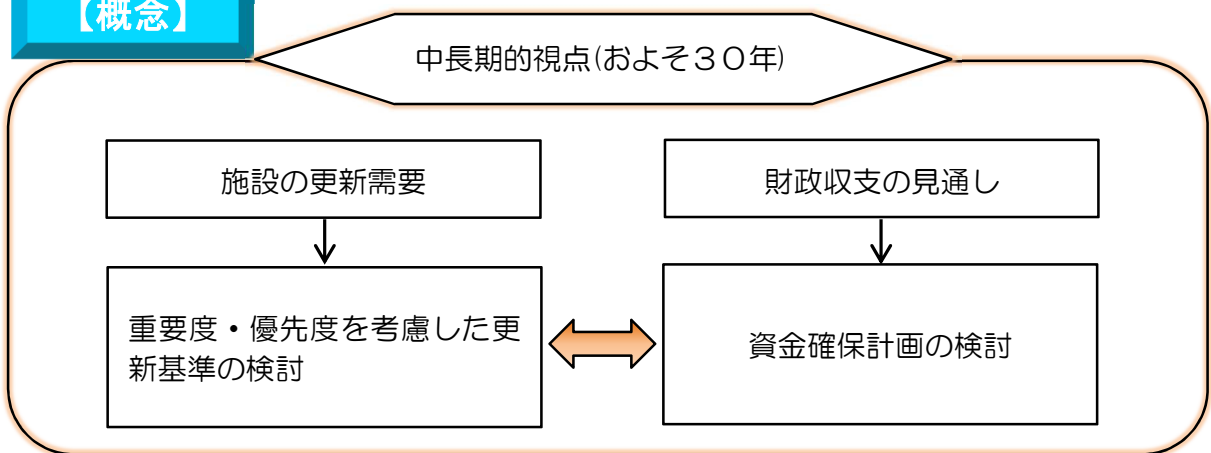 【概念】
中長期的視点(およそ３０年)
施設の更新需要
財政収支の見通し
重要度・優先度を考慮した更
新基準の検討
資金確保計画の検討